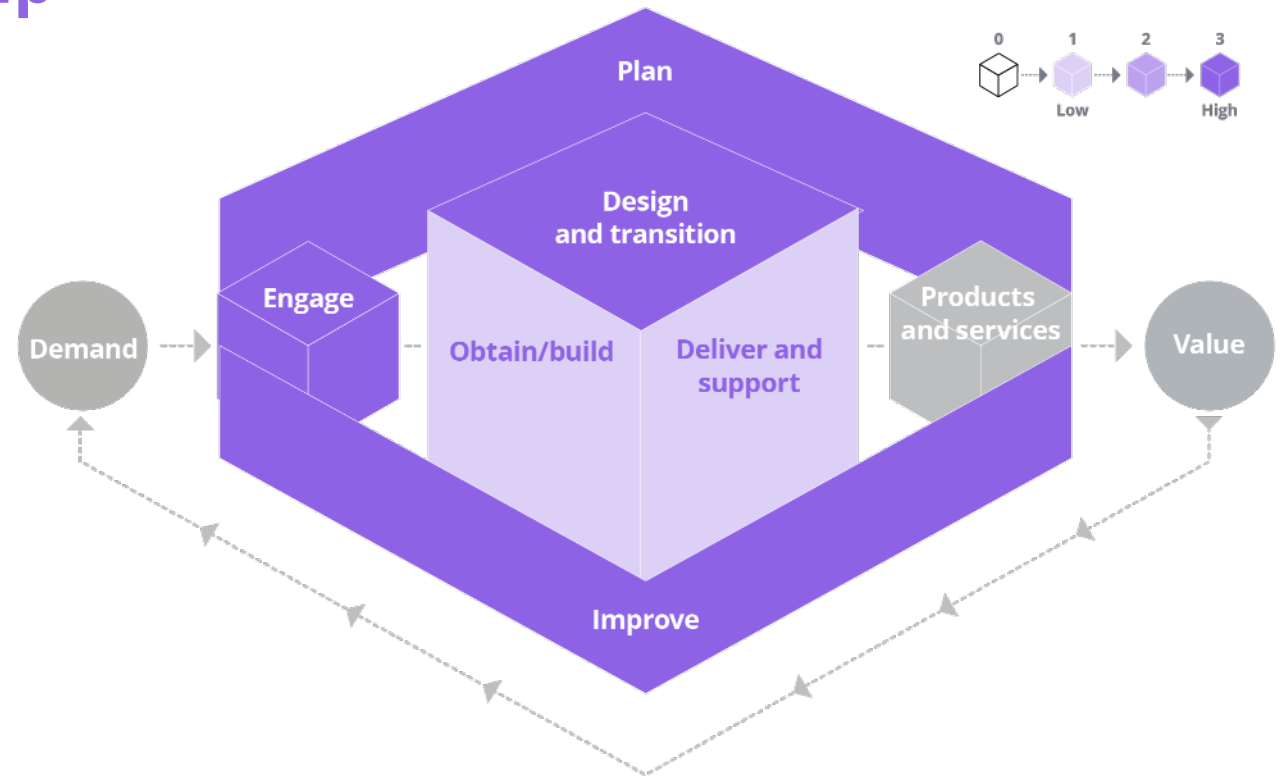 0 1 2 3
Low High
Plan
Design
and transition
Engage
Products
and services
Demand
Obtain/build
Deliver and
support
Value
Improve